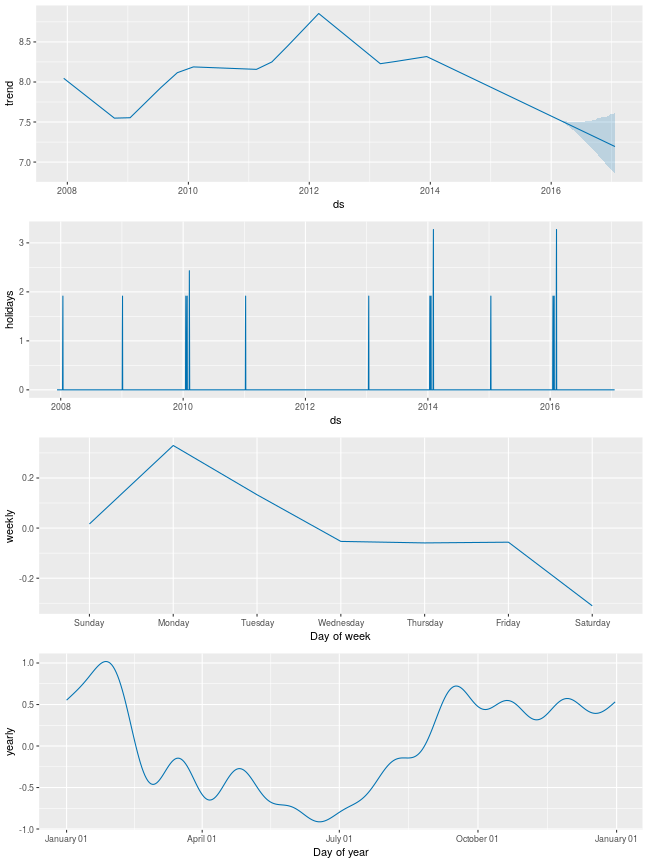 trend
8.5
8.0
7.5
7.0
2008 2010 2012 2014 2016
ds
holidays
3
2
1
0
2008 2010 2012 2014 2016
ds
weekly
0.2
0.0
-0.2
Sunday Monday Tuesday Wednesday Thursday Friday Saturday
Day of week
yearly
1.0
0.5
0.0
-0.5
-1.0
January 01 April 01 July 01 October 01 January 01
Day of year